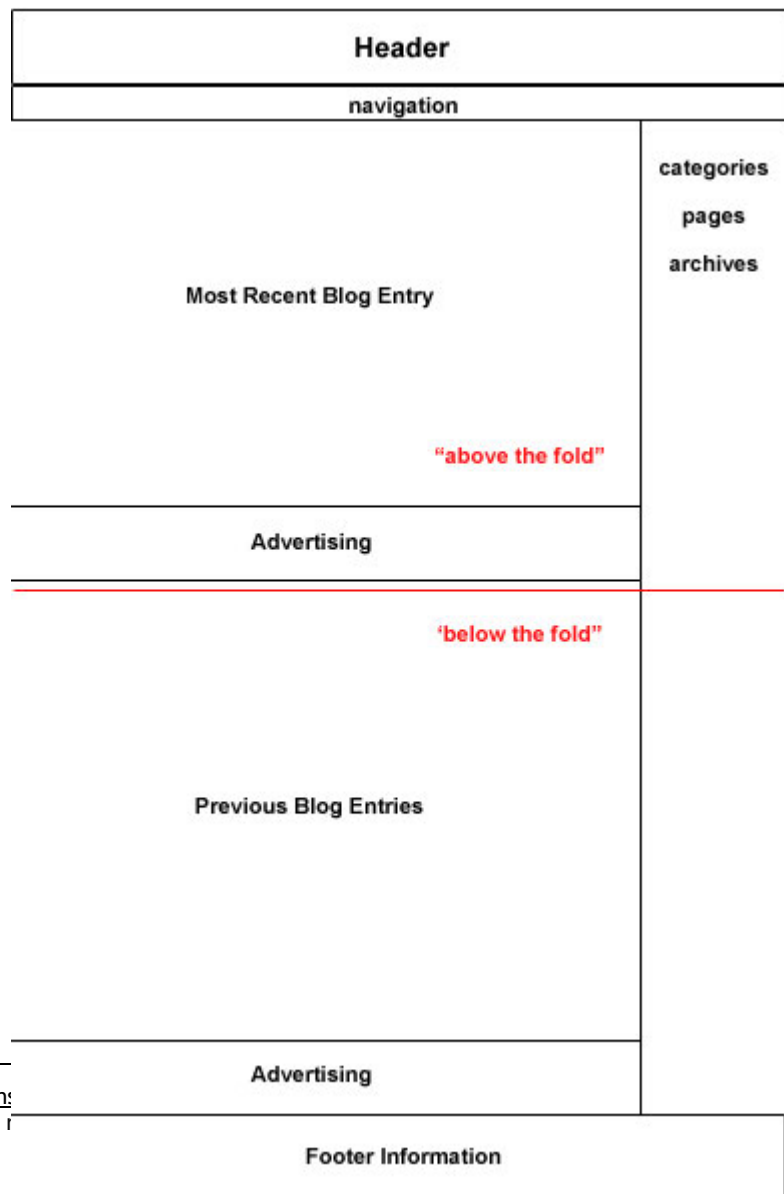 Header
navigation
categories
pages
archives
Most Recent Blog Entry
“above the fold”
Advertising
‘below the fold”
Previous Blog Entries
Advertising
Footer Information